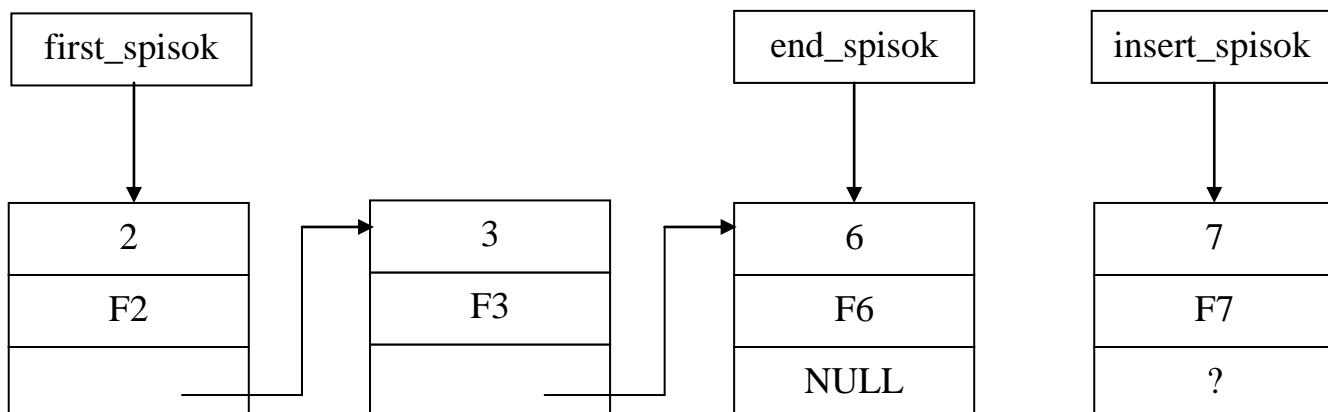 first_spisok
end_spisok
insert_spisok
2
3
6
7
F2
F3
F6
F7
NULL
?